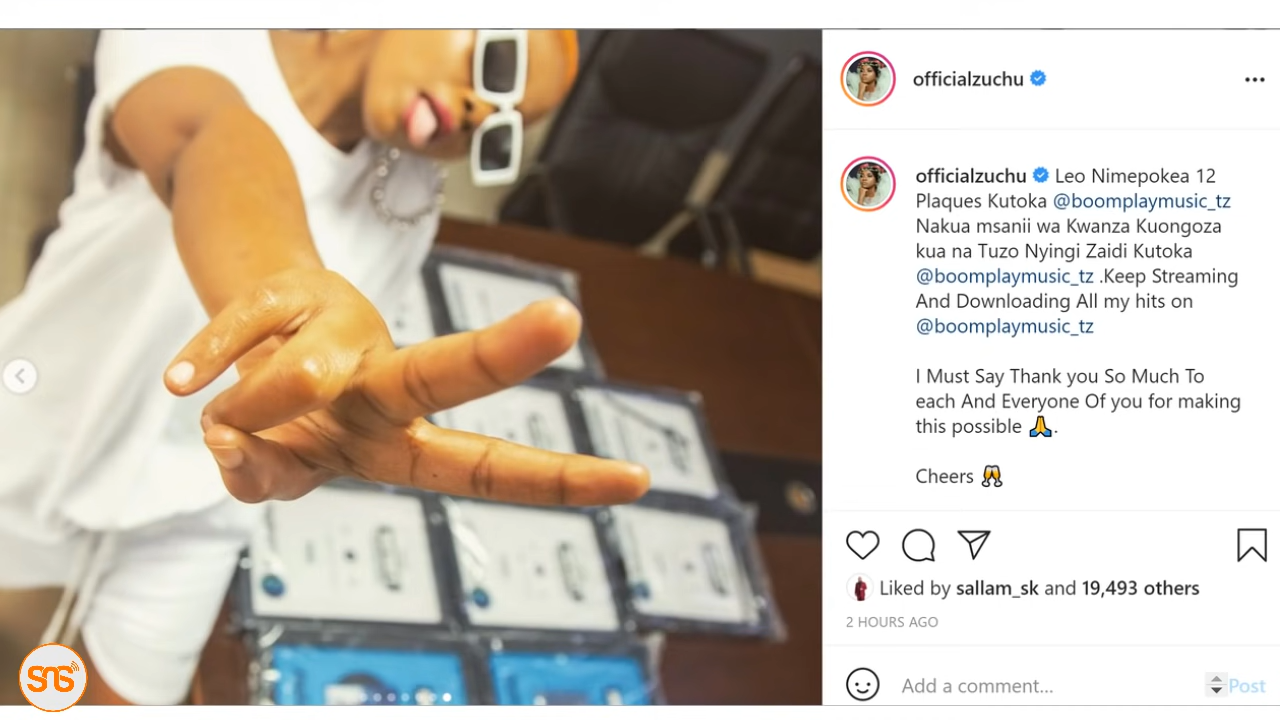 officialzuchu
officialzuchu Leo Nimepokea 12
Plaques Kutoka @boomplaymusic_tz
Nakua msanii wa Kwanza Kuongoza
kua na Tuzo Nyingi Zaidi Kutoka
@boomplaymusic_tz .Keep Streaming
And Downloading All my hits on
@boomplaymusic_tz
I Must Say Thank you So Much To
each And Everyone Of you for making
this possible 🙏.
Cheers 🥂
Liked by sallam_sk and 19,493 others
2 HOURS AGO
Add a comment... Post
SNS